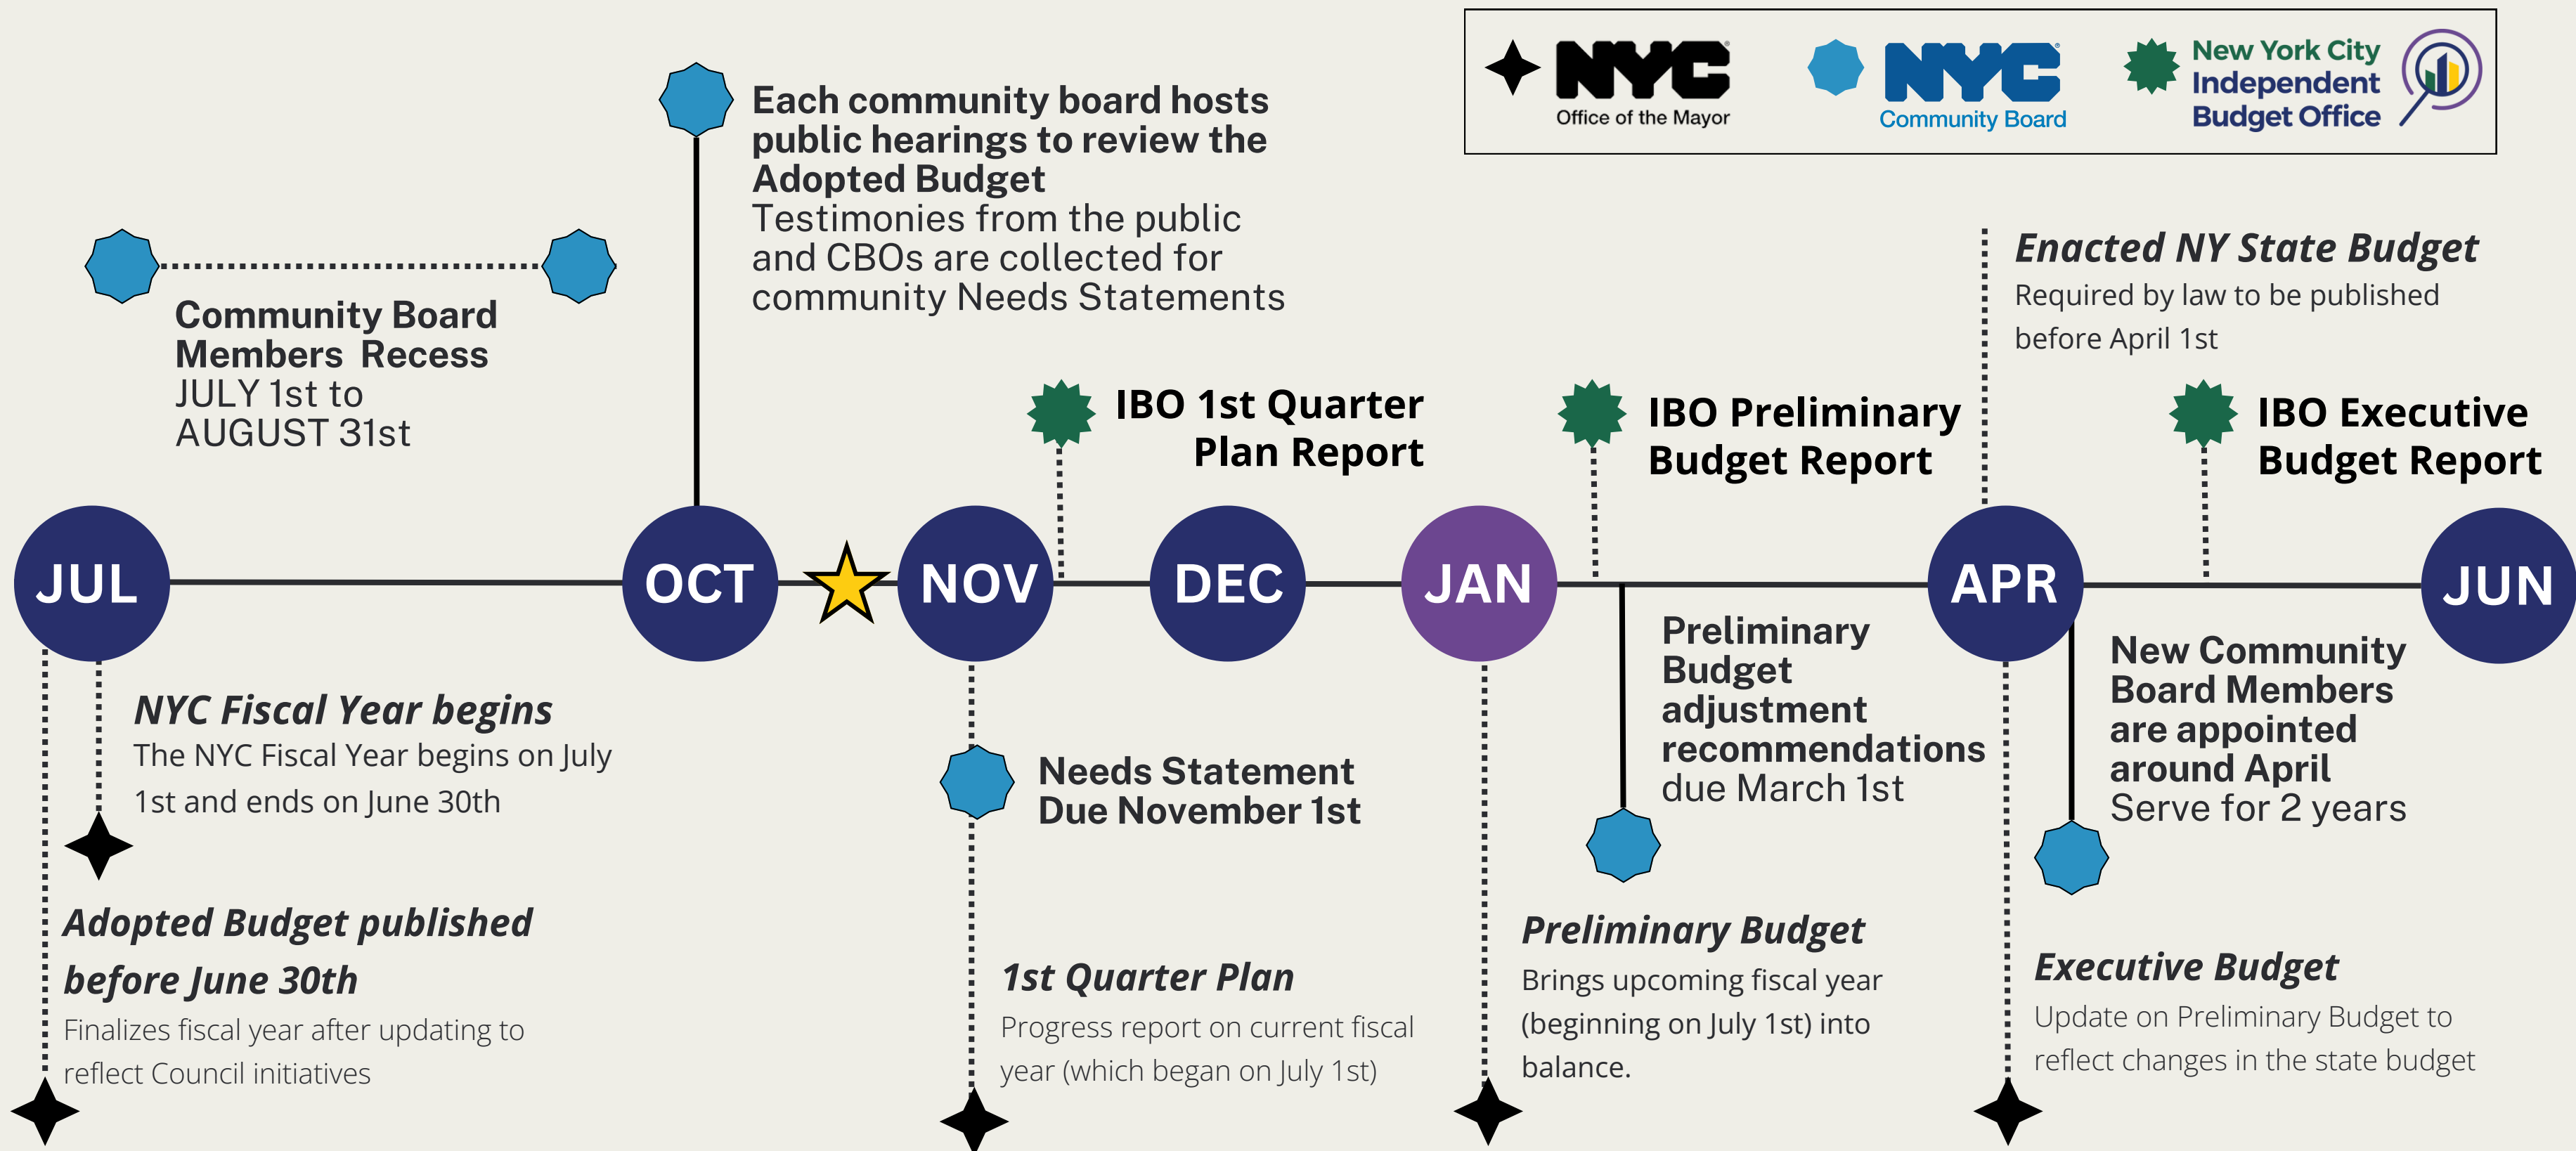 NYC
Office of the Mayor
NYC
Community Board
New York City
Independent
Budget Office
Each community board hosts
public hearings to review the
Adopted Budget
Testimonies from the public
and CBOs are collected for
community Needs Statements
Community Board
Members Recess
JULY 1st to
AUGUST 31st
Enacted NY State Budget
Required by law to be published
before April 1st
IBO 1st Quarter
Plan Report
IBO Preliminary
Budget Report
IBO Executive
Budget Report
JUL
OCT
NOV
DEC
JAN
APR
JUN
NYC Fiscal Year begins
The NYC Fiscal Year begins on July
1st and ends on June 30th
Adopted Budget published
before June 30th
Finalizes fiscal year after updating to
reflect Council initiatives
Needs Statement
Due November 1st
1st Quarter Plan
Progress report on current fiscal
year (which began on July 1st)
Preliminary
Budget
adjustment
recommendations
due March 1st
Preliminary Budget
Brings upcoming fiscal year
(beginning on July 1st) into
balance.
New Community
Board Members
are appointed
around April
Serve for 2 years
Executive Budget
Update on Preliminary Budget to
reflect changes in the state budget